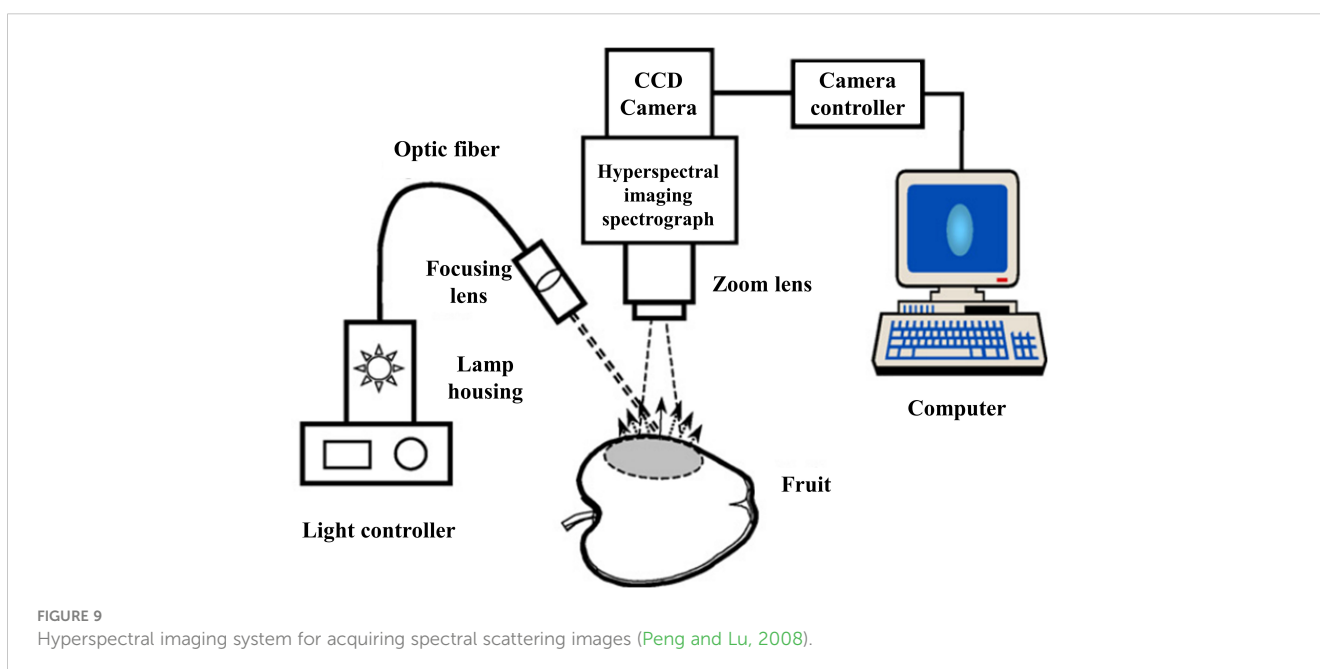 CCD
Camera
Camera
controller
Optic fiber
Hyperspectral
imaging
spectrograph
Focusing
lens
Zoom lens
Lamp
housing
Computer
Fruit
Light controller
FIGURE 9
Hyperspectral imaging system for acquiring spectral scattering images (Peng and Lu, 2008).